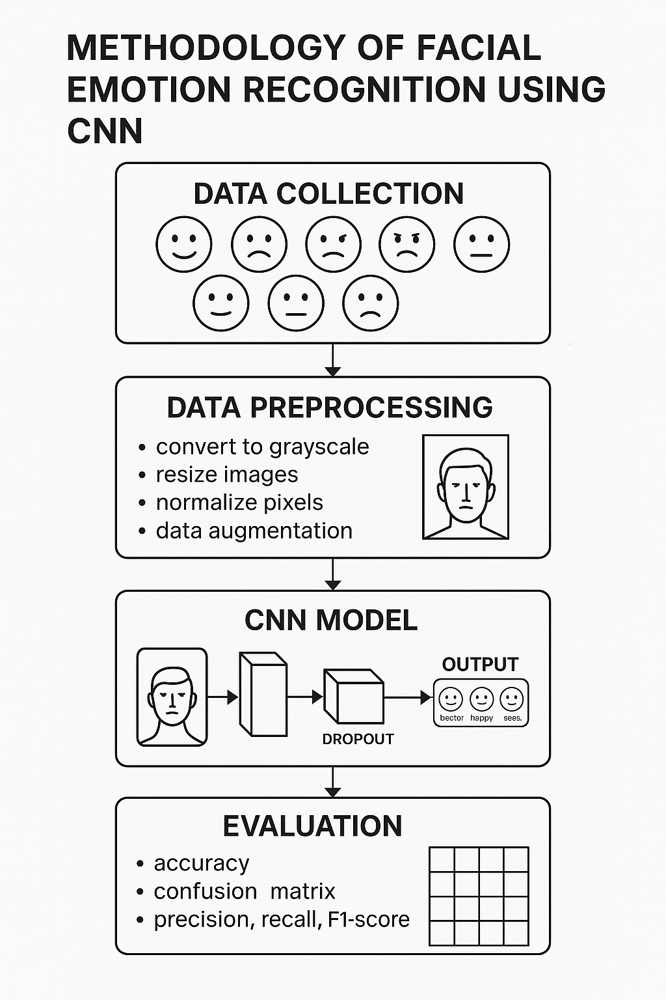 METHODOLOGY OF FACIAL
EMOTION RECOGNITION USING
CNN
DATA COLLECTION
DATA PREPROCESSING
• convert to grayscale
• resize images
• normalize pixels
• data augmentation
CNN MODEL
OUTPUT
bector happy sees.
DROPOUT
EVALUATION
• accuracy
• confusion matrix
• precision, recall, F1-score